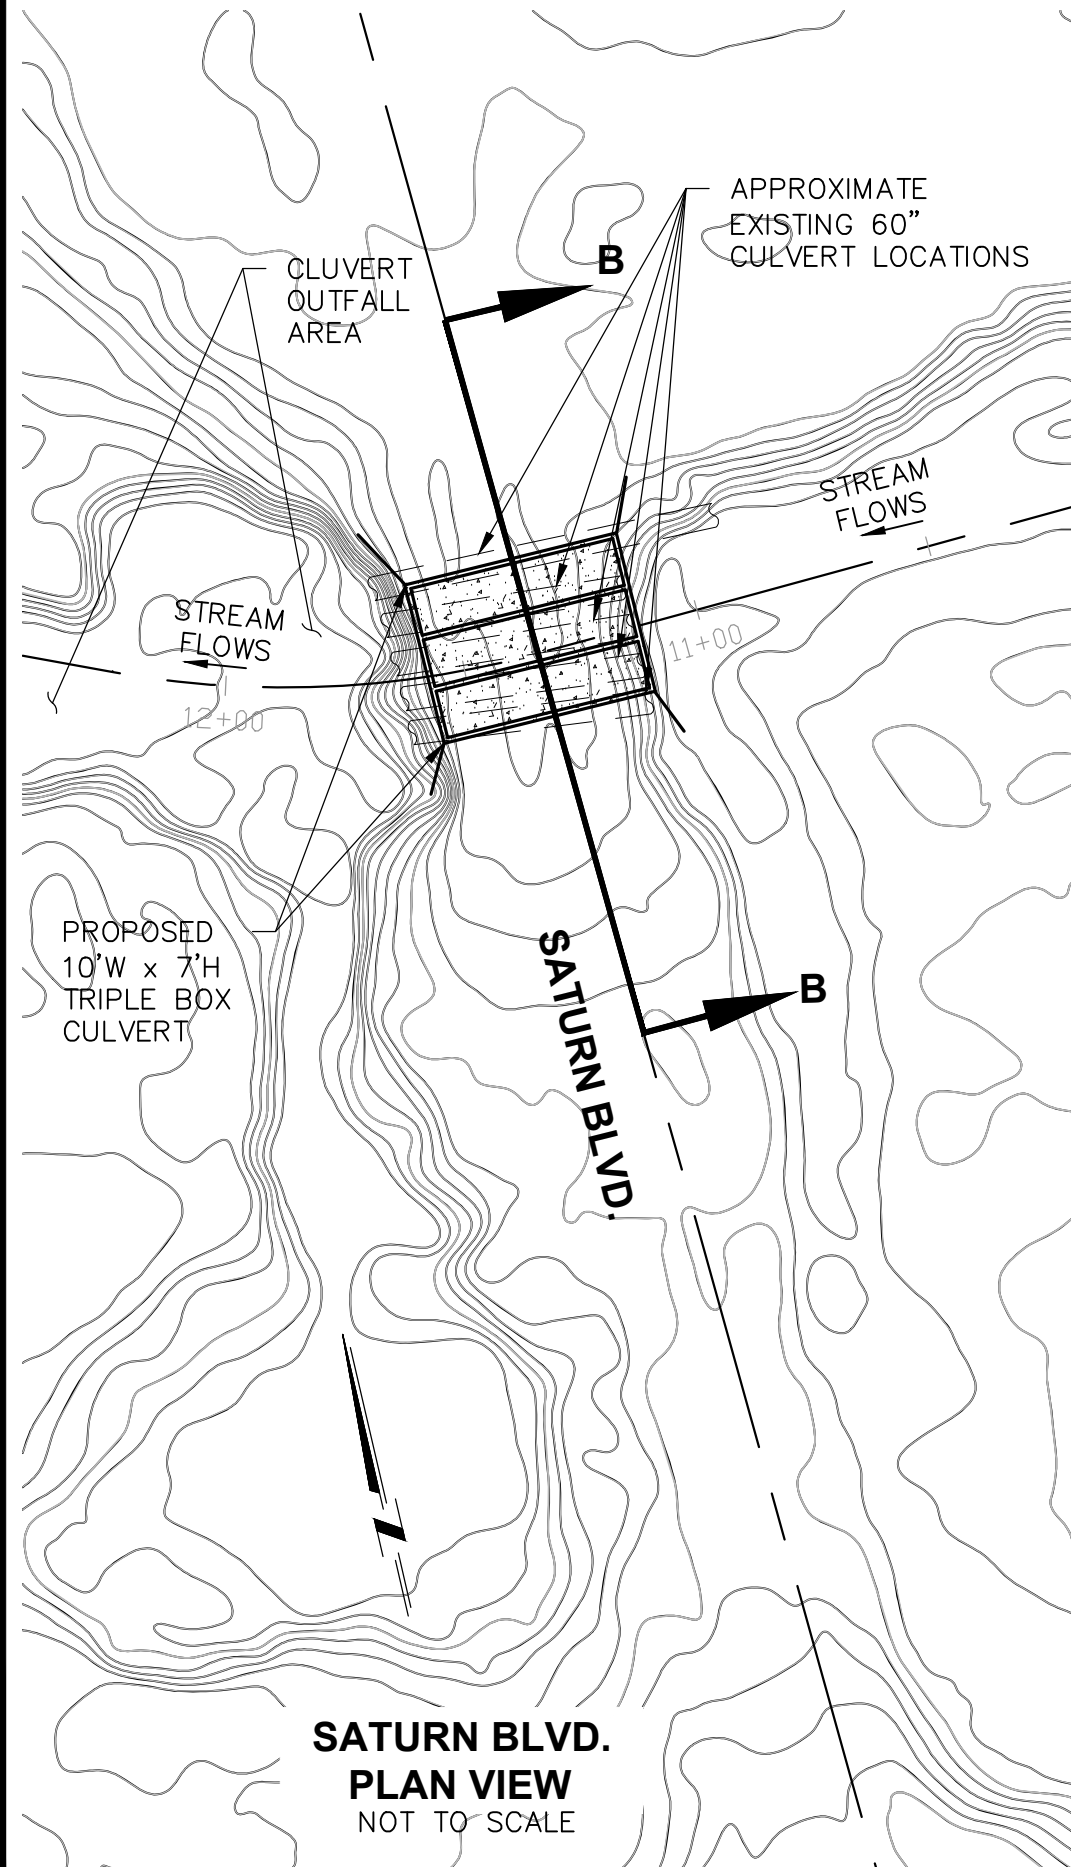 APPROXIMATE
EXISTING 60”
CULVERT LOCATIONS
B
CLUVERT
OUTFALL
AREA
STREAM
FLOWS
STREAM
FLOWS
11+00
12+00
PROPOSED
10'W x 7'H
TRIPLE BOX
CULVERT
B
SATURN BLVD.
Z
SATURN BLVD.
PLAN VIEW
NOT TO SCALE